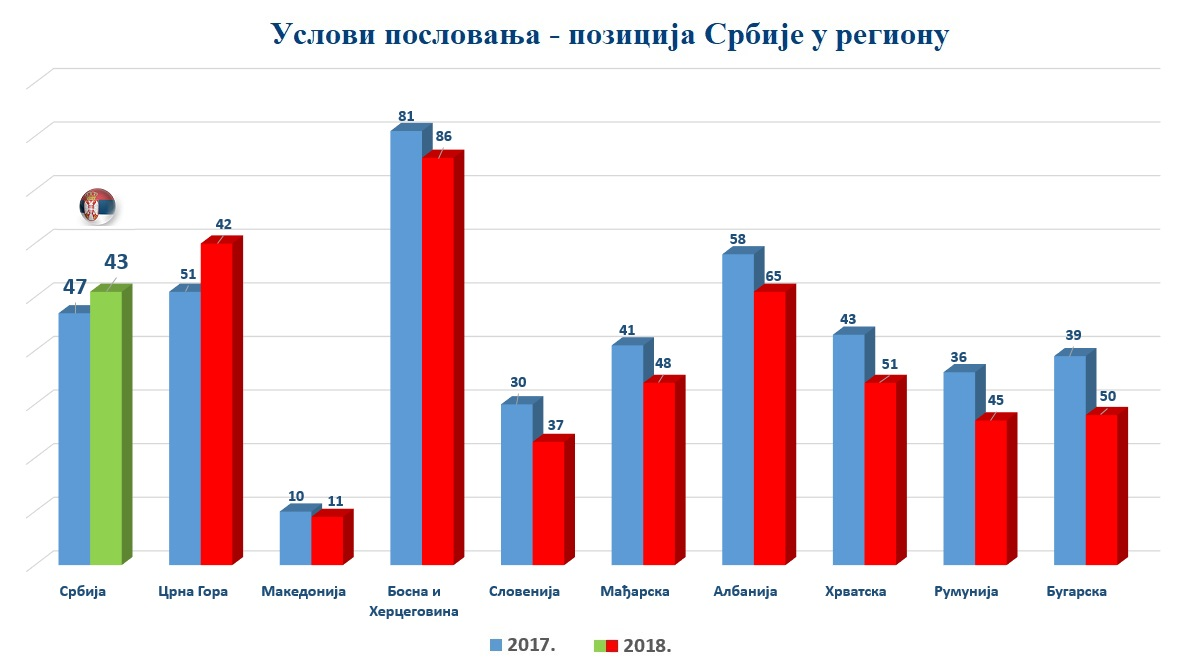 Услови пословања - позиција Србије у региону
47
43
51
42
10
11
81
86
30
37
41
48
58
65
43
51
36
45
39
50
Србија
Црна Гора
Македонија
Босна и
Херцеговина
Словенија
Мађарска
Албанија
Хрватска
Румунија
Бугарска
2017.
2018.